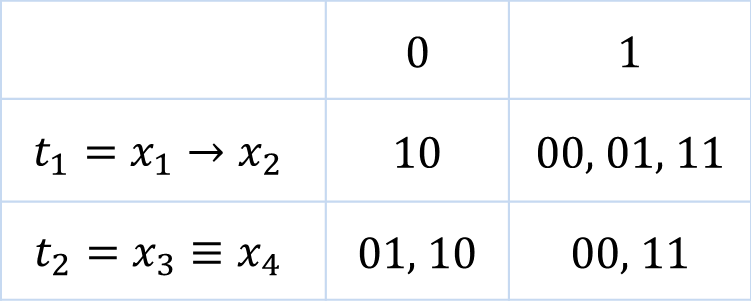 0 1
t₁ = x₁ → x₂ 10 00, 01, 11
t₂ = x₃ ≡ x₄ 01, 10 00, 11